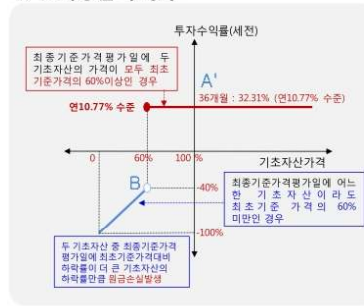 투자수익률(세전)
최종기준가격평가일에 두
기초자산의 가격이 모두 최초
기준가격의 60%이상인 경우
A'
36개월 : 32.31% (연10.77% 수준)
연10.77% 수준
0
60%
100 %
기초자산가격
B
-40%
최종기준가격평가일에 어느
한 기초자산이라도
최초기준 가격의 60%
미만인 경우
-100%
두 기초자산 중 최종기준가격
평가일에 최초기준가격대비
하락률이 더 큰 기초자산의
하락률만큼 원금손실발생